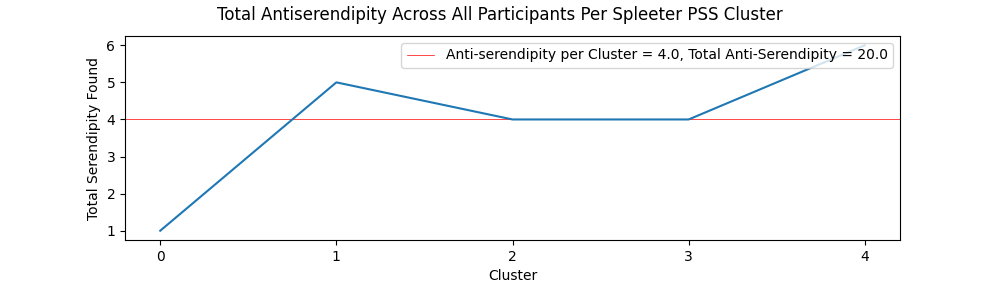 Total Antiserendipity Across All Participants Per Spleeter PSS Cluster
Anti-serendipity per Cluster = 4.0, Total Anti-Serendipity = 20.0
Total Serendipity Found
6
5
4
3
2
1
0 1 2 3 4
Cluster